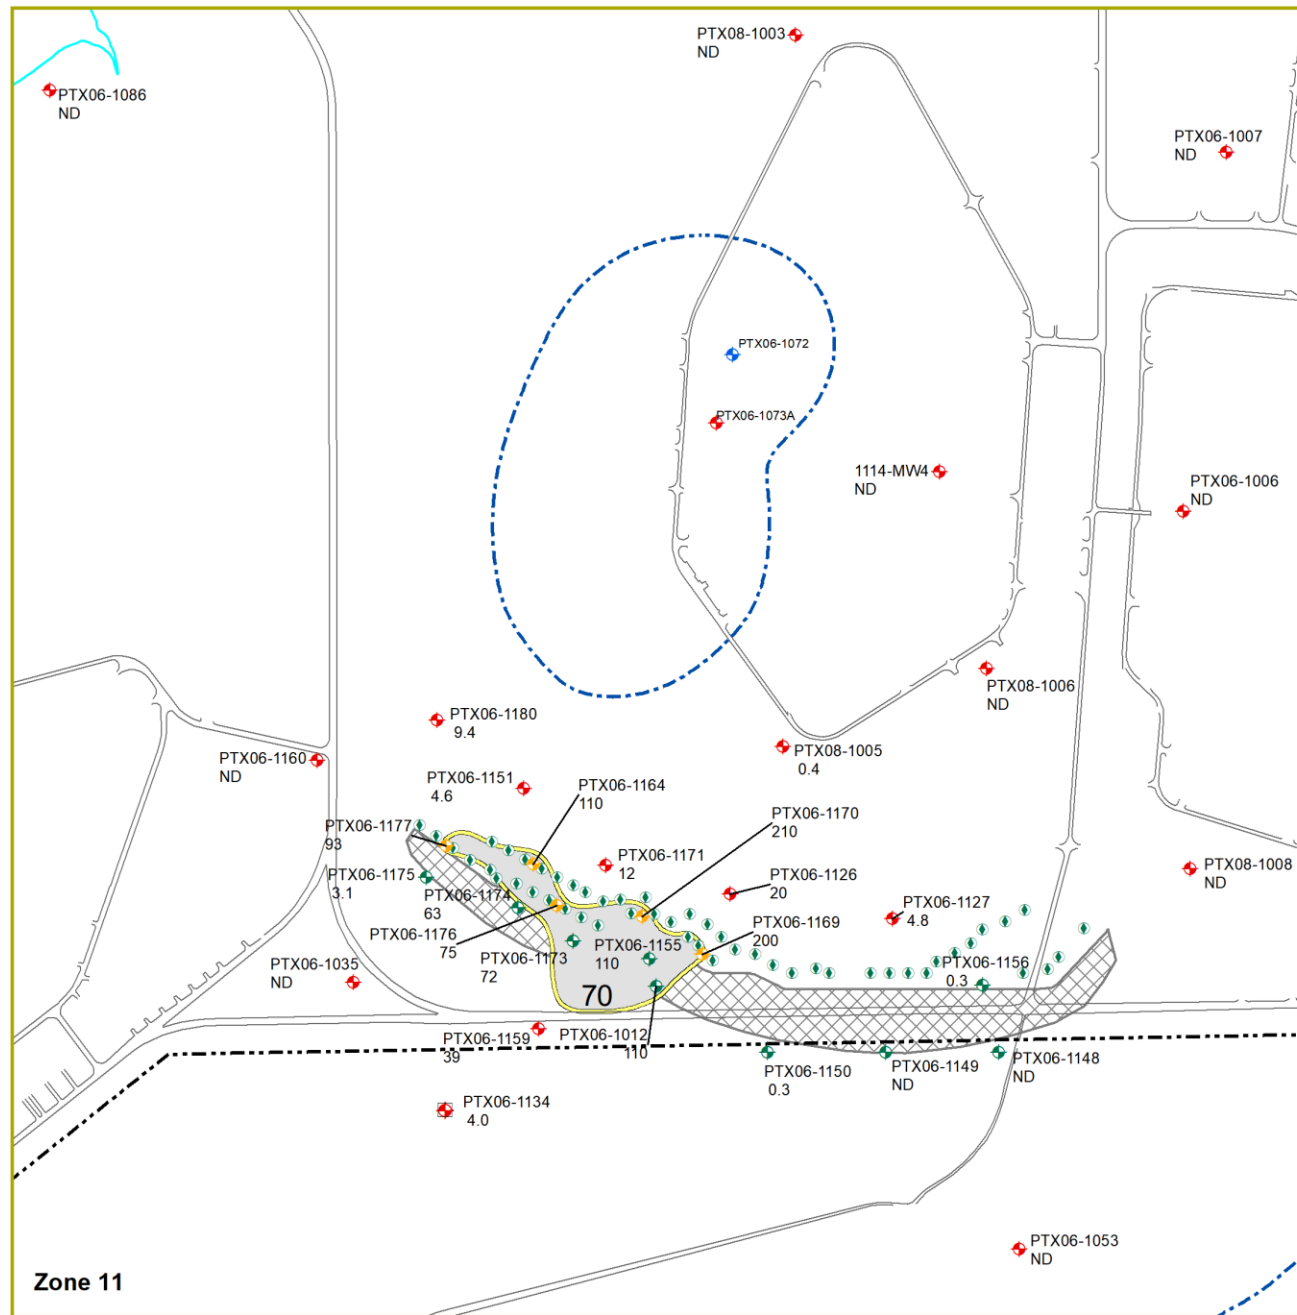 PTX08-1003
ND
PTX06-1086
ND
PTX06-1007
ND
PTX06-1072
PTX06-1073A
1114-MW4
ND
PTX06-1006
ND
PTX08-1006
ND
PTX06-1180
9.4
PTX08-1005
0.4
PTX06-1160
ND
PTX06-1151
4.6
PTX06-1164
110
PTX06-1170
210
PTX06-1177
93
PTX06-1171
12
PTX08-1008
ND
PTX06-1175
3.1
PTX06-1174
63
PTX06-1126
20
PTX06-1127
4.8
PTX06-1176
75
PTX06-1169
200
PTX06-1173
72
PTX06-1155
110
PTX06-1156
0.3
PTX06-1035
ND
70
PTX06-1159
39
PTX06-1012
110
PTX06-1150
0.3
PTX06-1149
ND
PTX06-1148
ND
PTX06-1134
4.0
PTX06-1053
ND
Zone 11